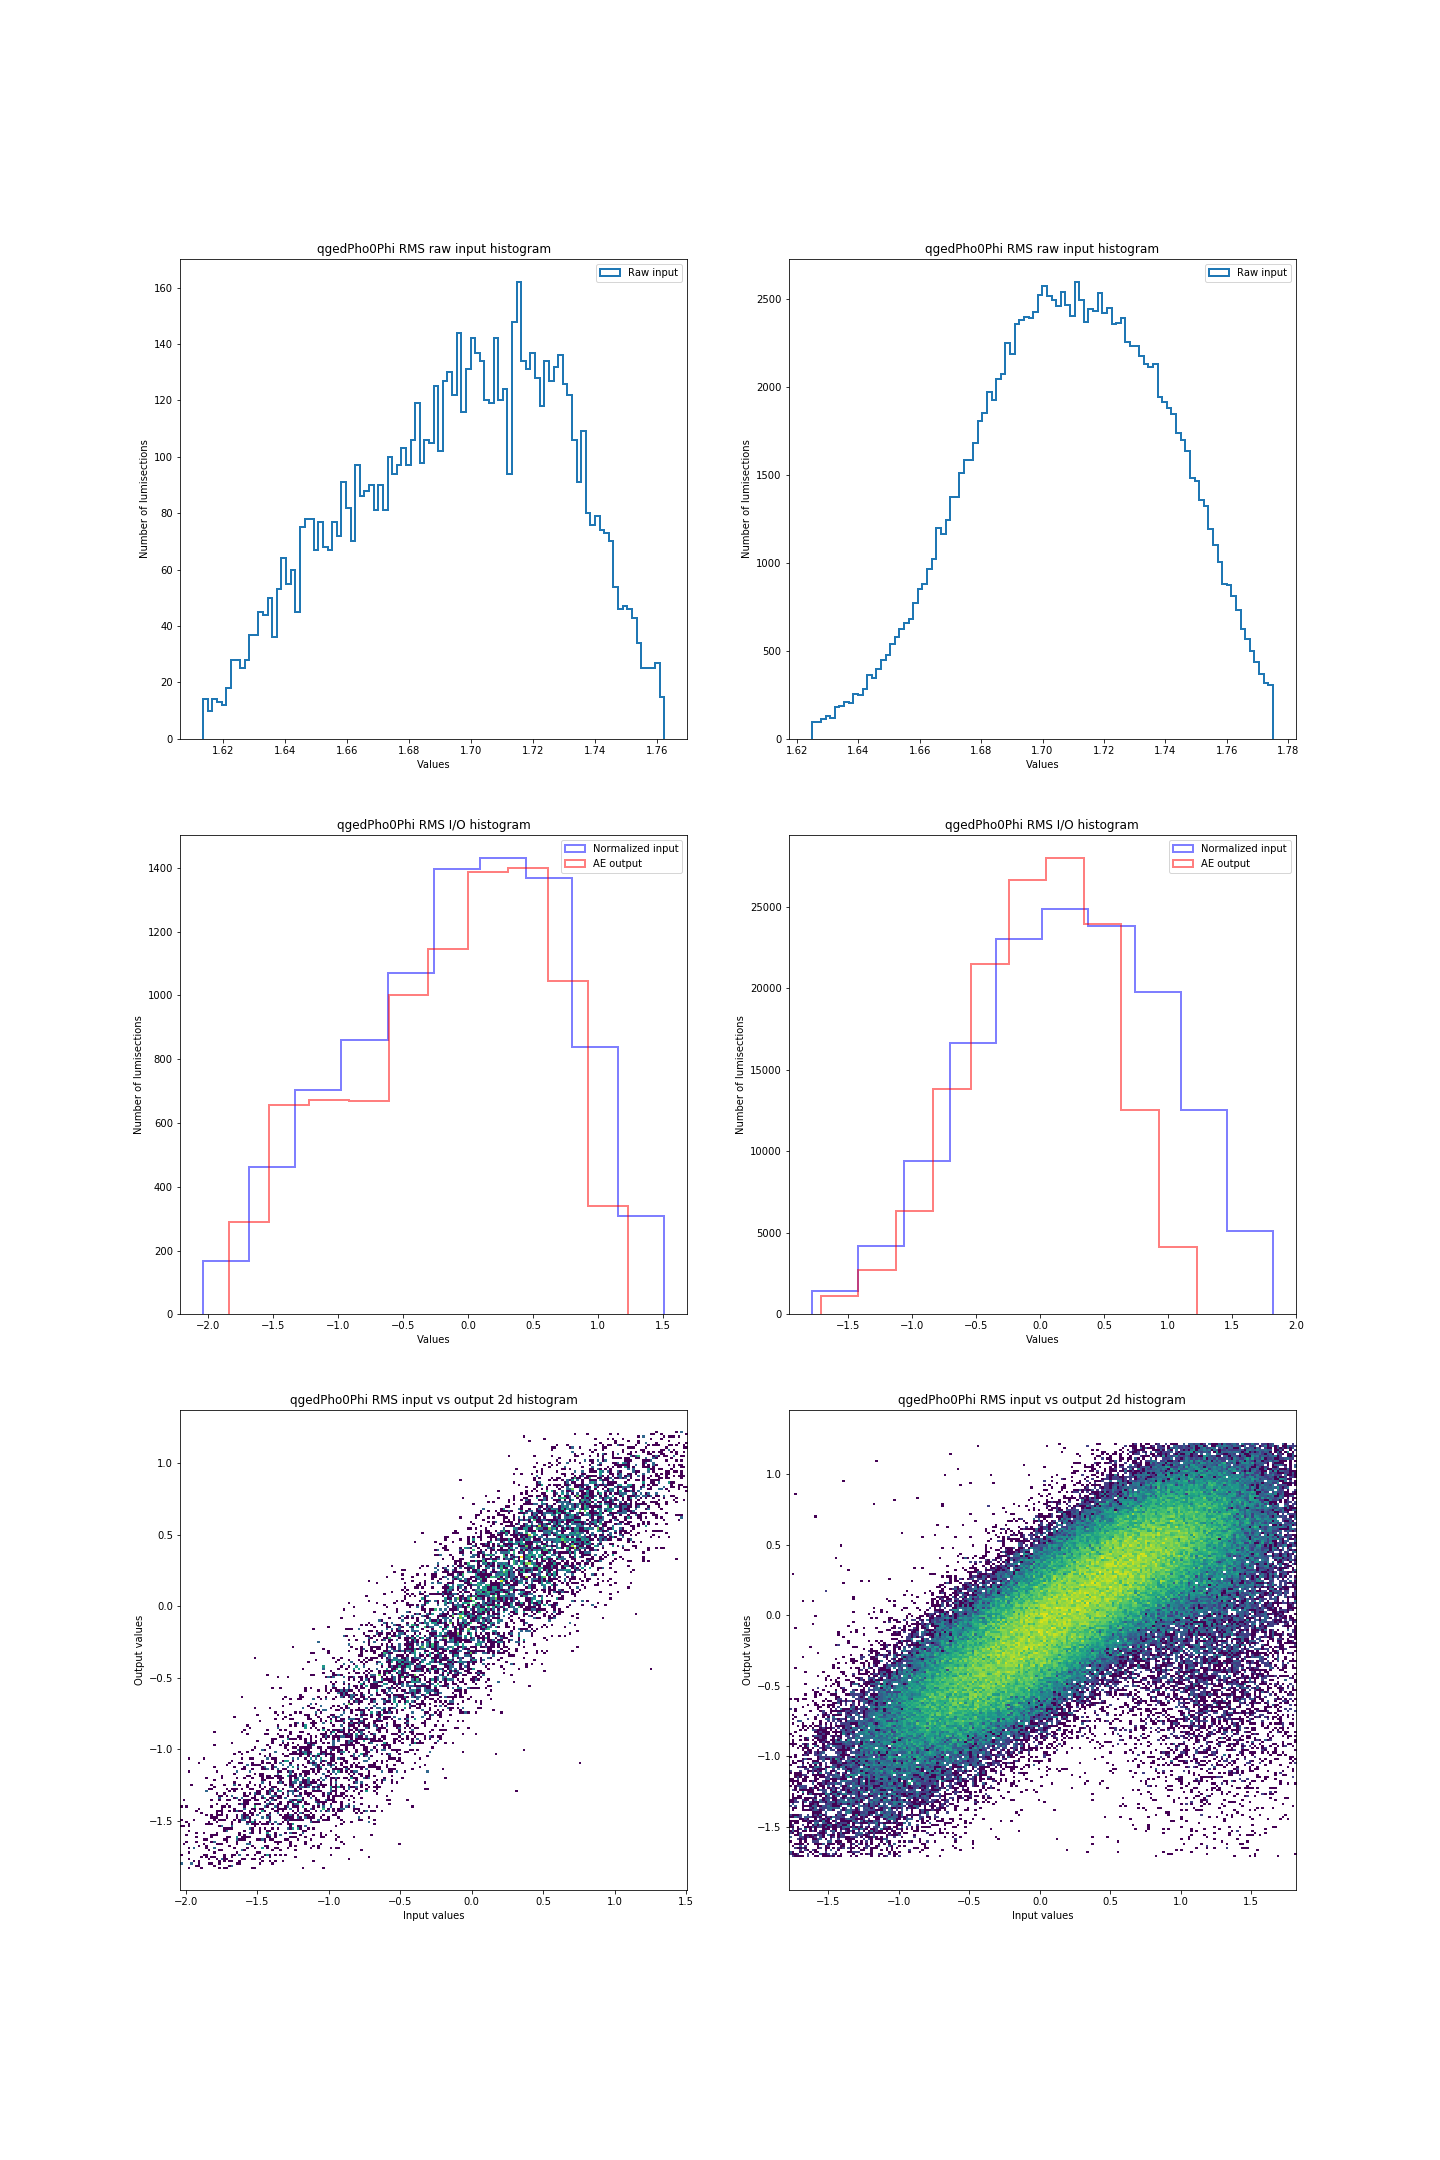 qgedPho0Phi RMS raw input histogram
Raw input
160
140
120
100
80
60
40
20
0
Number of lumisections
1.62 1.64 1.66 1.68 1.70 1.72 1.74 1.76
Values
qgedPho0Phi RMS raw input histogram
Raw input
2500
2000
1500
1000
500
0
Number of lumisections
1.62 1.64 1.66 1.68 1.70 1.72 1.74 1.76 1.78
Values
qgedPho0Phi RMS I/O histogram
Normalized input
AE output
1400
1200
1000
800
600
400
200
0
Number of lumisections
−2.0 −1.5 −1.0 −0.5 0.0 0.5 1.0 1.5
Values
qgedPho0Phi RMS I/O histogram
Normalized input
AE output
25000
20000
15000
10000
5000
0
Number of lumisections
−1.5 −1.0 −0.5 0.0 0.5 1.0 1.5 2.0
Values
qgedPho0Phi RMS input vs output 2d histogram
1.0
0.5
0.0
−0.5
−1.0
−1.5
Output values
−2.0 −1.5 −1.0 −0.5 0.0 0.5 1.0 1.5
Input values
qgedPho0Phi RMS input vs output 2d histogram
1.0
0.5
0.0
−0.5
−1.0
−1.5
Output values
−1.5 −1.0 −0.5 0.0 0.5 1.0 1.5
Input values